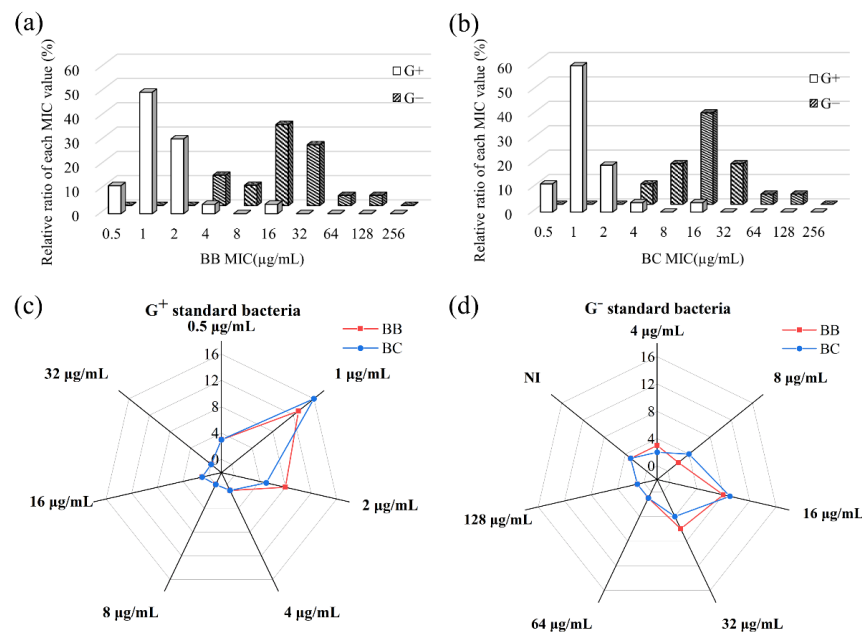 (a)
Relative ratio of each MIC value (%)
60
50
40
30
20
10
0
G+
G−
0.5 1 2 4 8 16 32 64 128 256
BB MIC(μg/mL)
(b)
Relative ratio of each MIC value (%)
60
50
40
30
20
10
0
G+
G−
0.5 1 2 4 8 16 32 64 128 256
BC MIC(μg/mL)
(c)
G+ standard bacteria
0.5 μg/mL
BB
BC
16
12
8
4
0
32 μg/mL
1 μg/mL
16 μg/mL
2 μg/mL
8 μg/mL
4 μg/mL
(d)
G- standard bacteria
4 μg/mL
BB
BC
16
12
8
4
0
NI
8 μg/mL
128 μg/mL
16 μg/mL
64 μg/mL
32 μg/mL